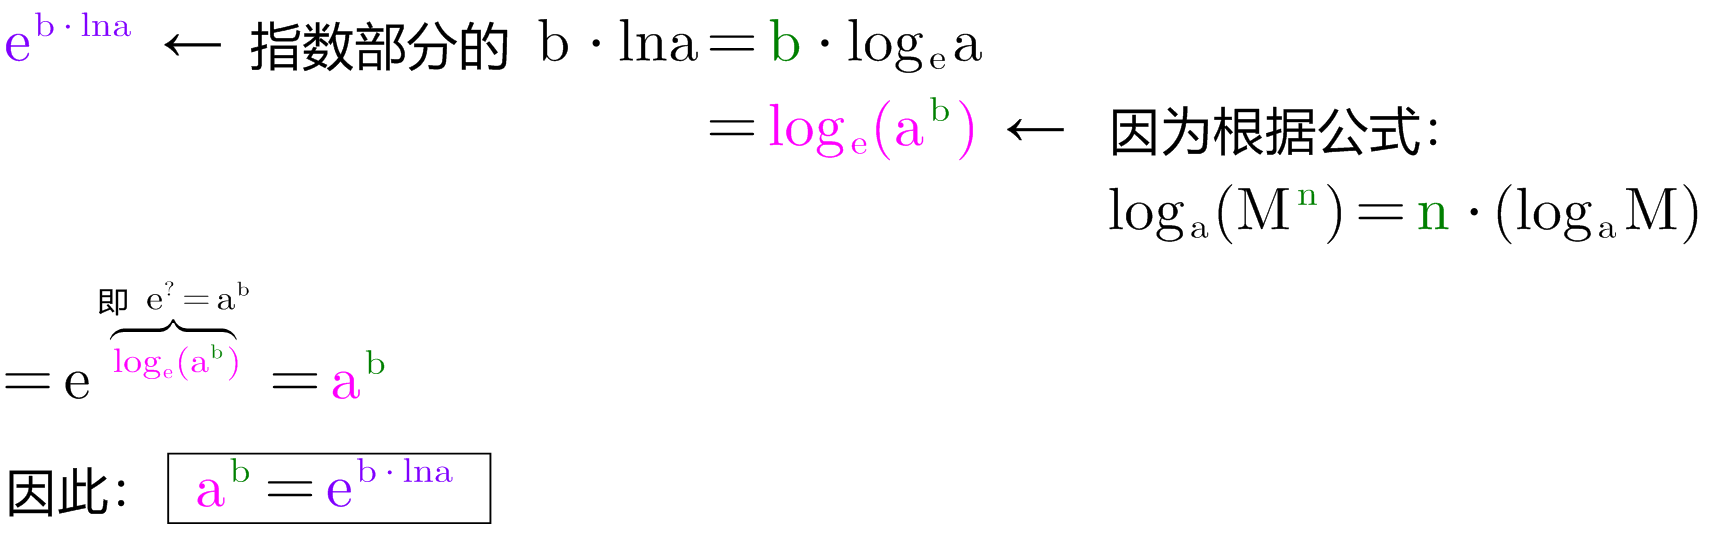 e^{b·lna} ← 指数部分的 b·lna=b·log_e a
=log_e(a^b) ← 因为根据公式：
log_a(M^n)=n·(log_a M)
即 e^?=a^b
=e^{log_e(a^b)}=a^b
因此： a^b=e^{b·lna}